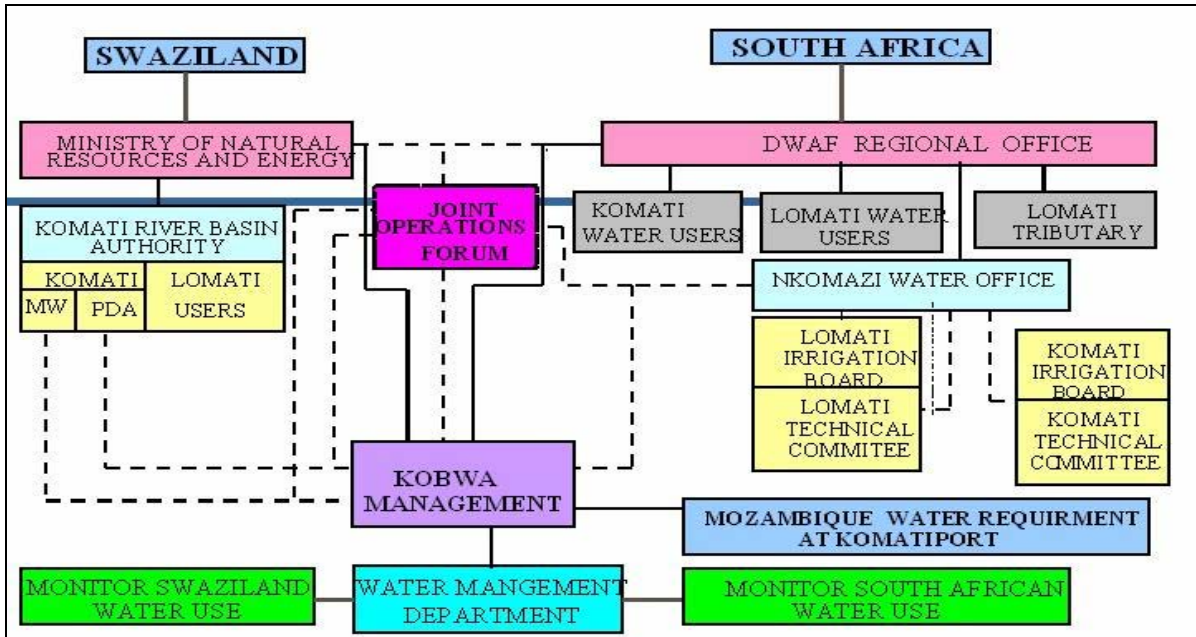 SWAZILAND
SOUTH AFRICA
MINISTRY OF NATURAL
RESOURCES AND ENERGY
DWAF REGIONAL OFFICE
JOINT
OPERATIONS
FORUM
KOMATI RIVER BASIN
AUTHORITY
KOMATI
MW
PDA
LOMATI
USERS
KOMATI
WATER USERS
LOMATI WATER
USERS
LOMATI
TRIBUTARY
NKOMAZI WATER OFFICE
LOMATI
IRRIGATION
BOARD
LOMATI
TECHNICAL
COMMITEE
KOMATI
IRRIGATION
BOARD
KOMATI
TECHNICAL
COMMITTEE
KOBWA
MANAGEMENT
MOZAMBIQUE WATER REQUIRMENT
AT KOMATIPORT
MONITOR SWAZILAND
WATER USE
WATER MANGEMENT
DEPARTMENT
MONITOR SOUTH AFRICAN
WATER USE